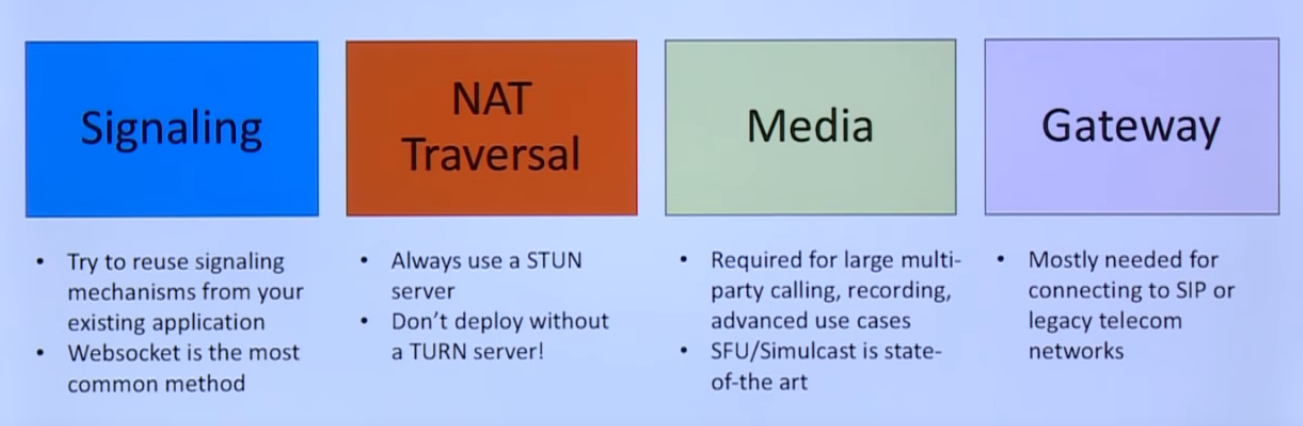 Signaling
NAT
Traversal
Media
Gateway
• Try to reuse signaling
mechanisms from your
existing application
• Websocket is the most
common method
• Always use a STUN
server
• Don't deploy without
a TURN server!
• Required for large multi-
party calling, recording,
advanced use cases
• SFU/Simulcast is state-
of-the art
• Mostly needed for
connecting to SIP or
legacy telecom
networks